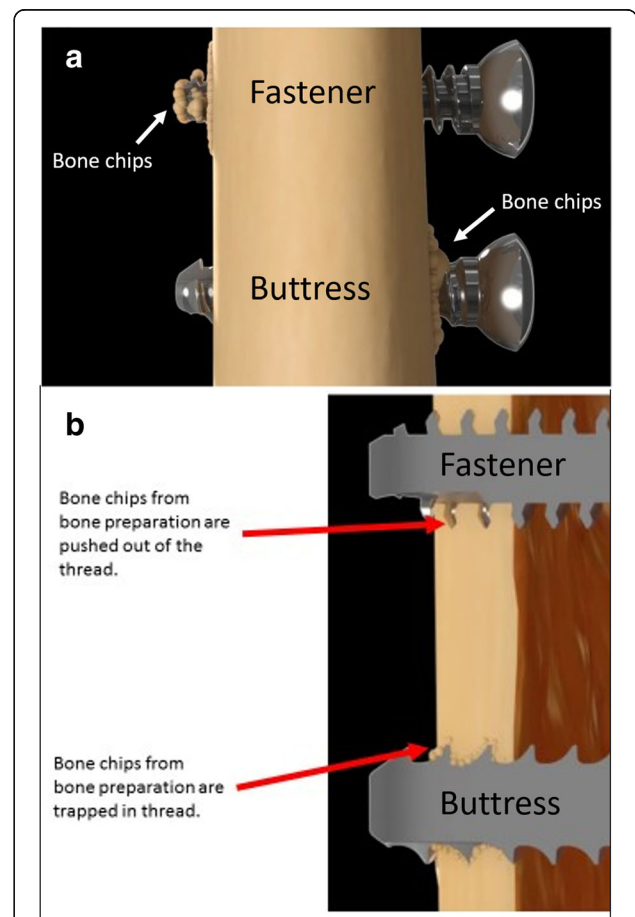 a
Fastener
Bone chips
Bone chips
Buttress
b
Fastener
Bone chips from
bone preparation are
pushed out of the
thread.
Bone chips from
bone preparation are
trapped in thread.
Buttress